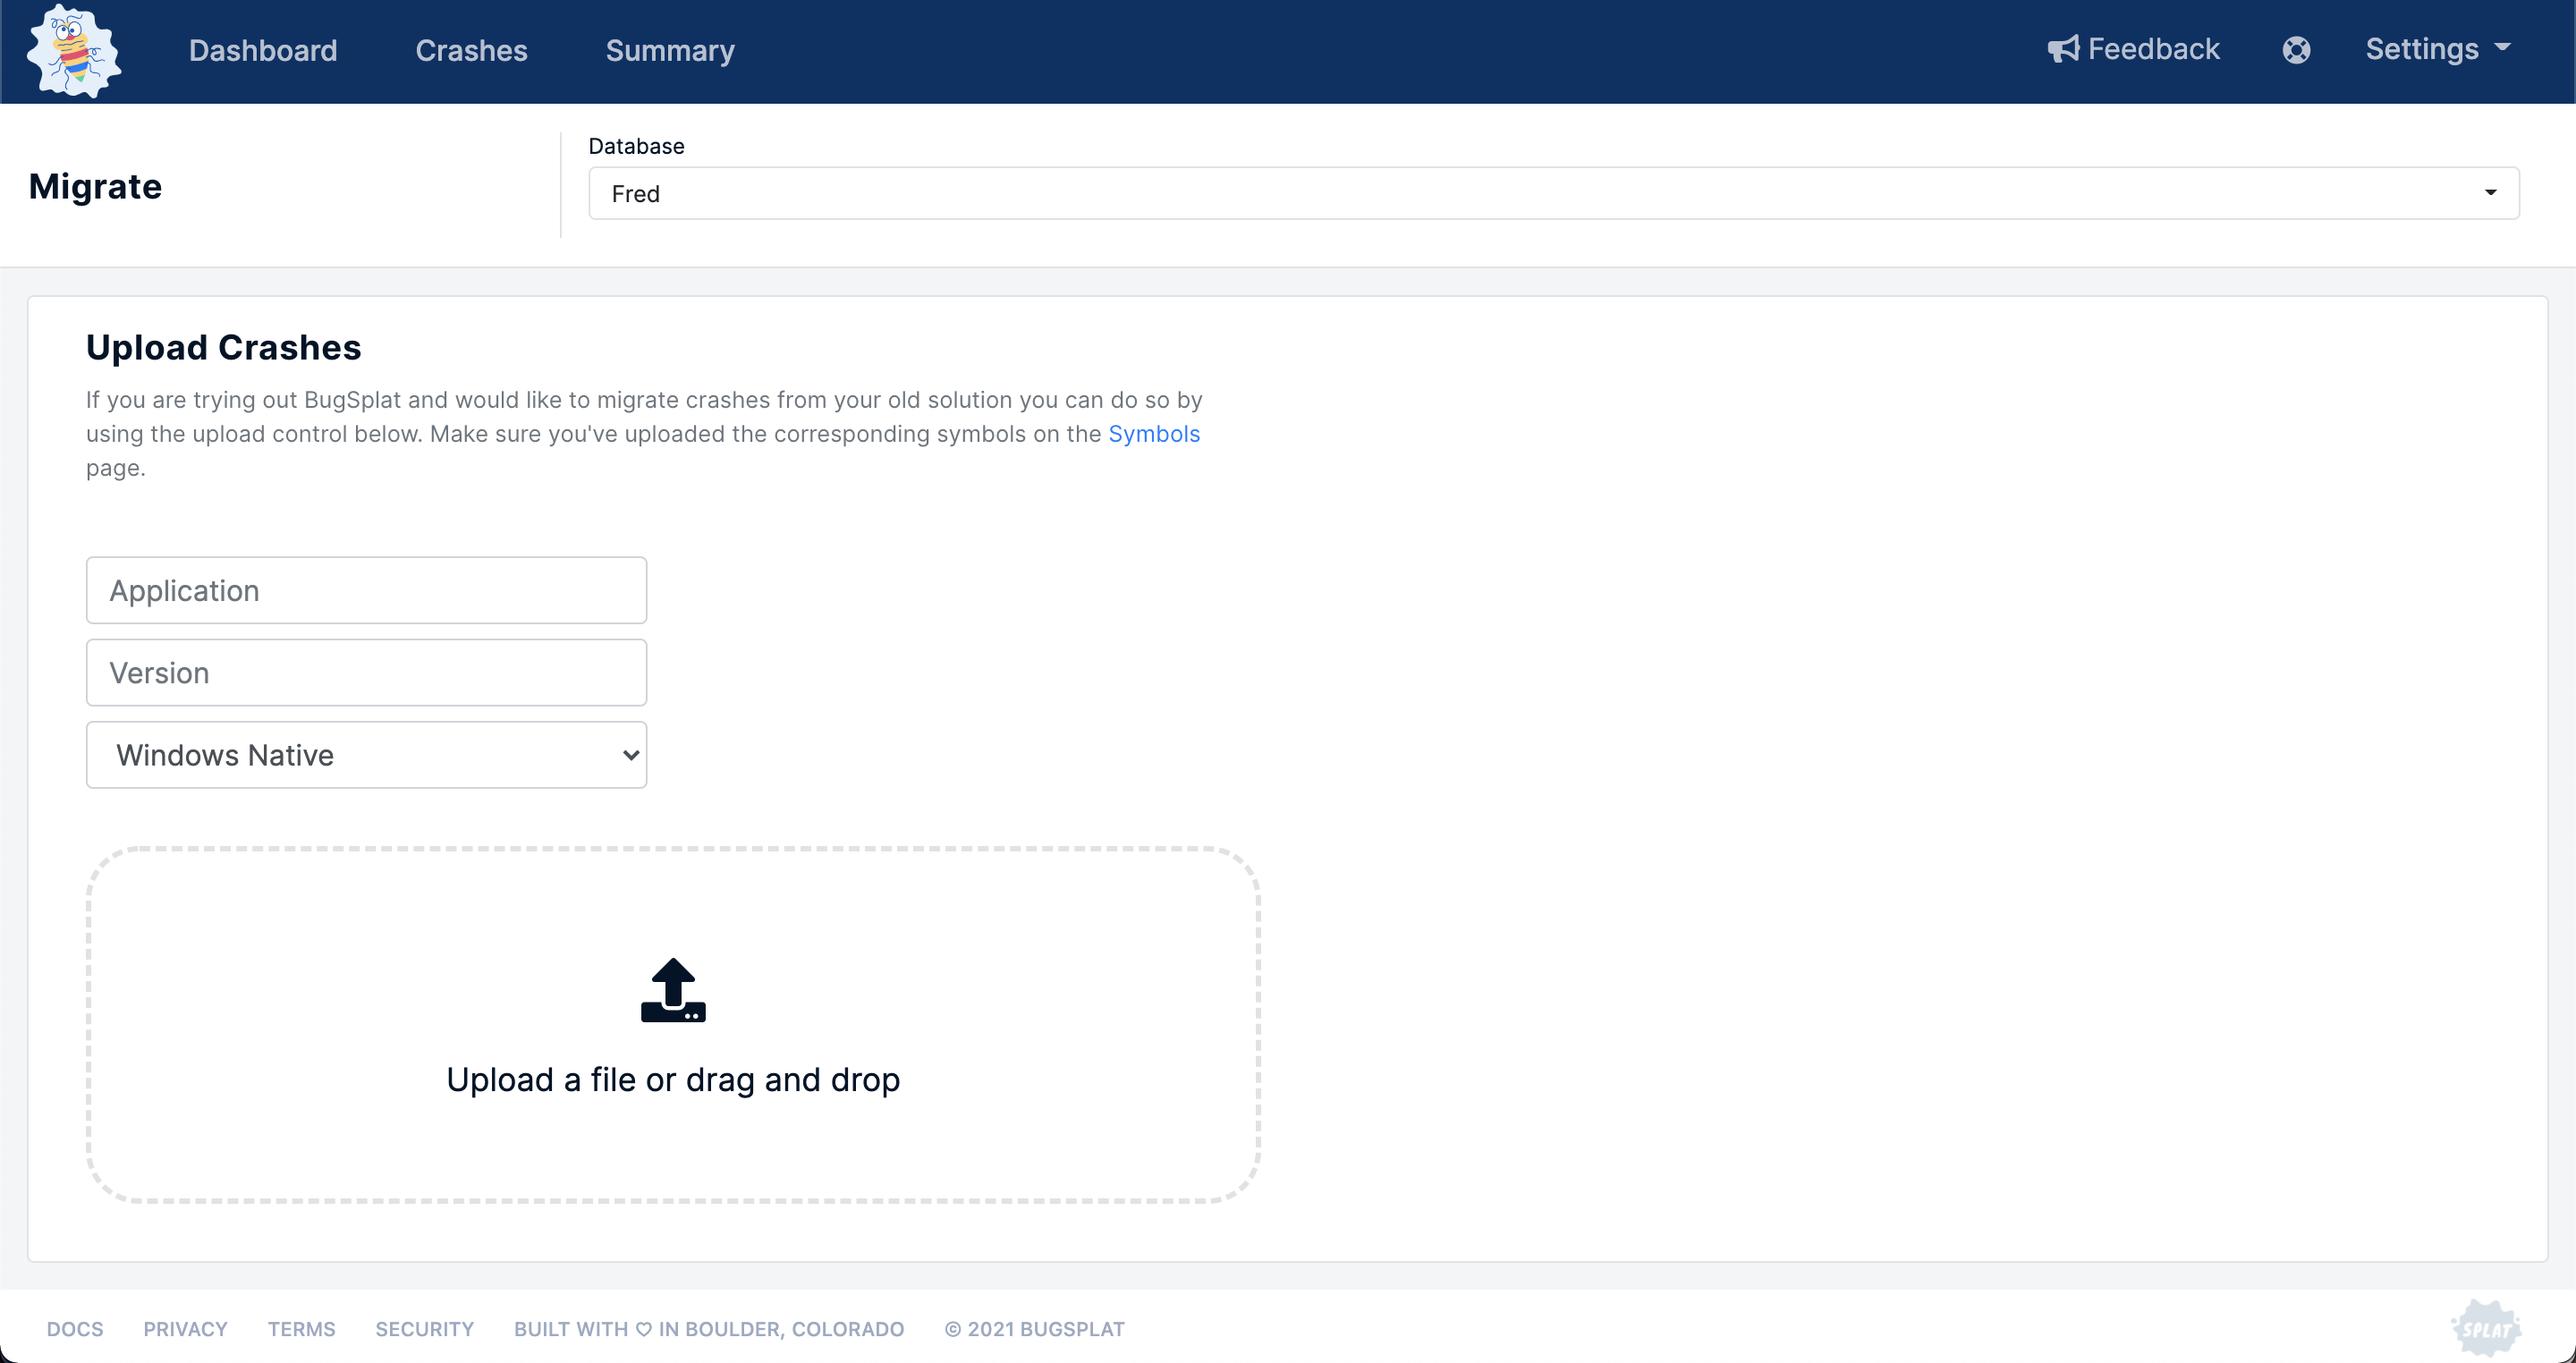 Dashboard
Crashes
Summary
Feedback
Settings
Migrate
Database
Fred
Upload Crashes
If you are trying out BugSplat and would like to migrate crashes from your old solution you can do so by
using the upload control below. Make sure you've uploaded the corresponding symbols on the Symbols
page.
Application
Version
Windows Native
Upload a file or drag and drop
DOCS
PRIVACY
TERMS
SECURITY
BUILT WITH ♡ IN BOULDER, COLORADO
© 2021 BUGSPLAT
SPLAT